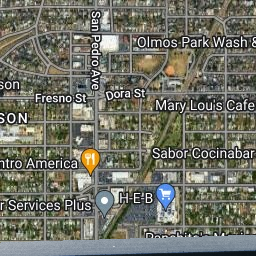 San Pedro Ave
Olmos Park Wash &
son
Dora St
Fresno St
Mary Lou's Cafe
SON
ntro America
Sabor Cocinabar
H-E-B
r Services Plus